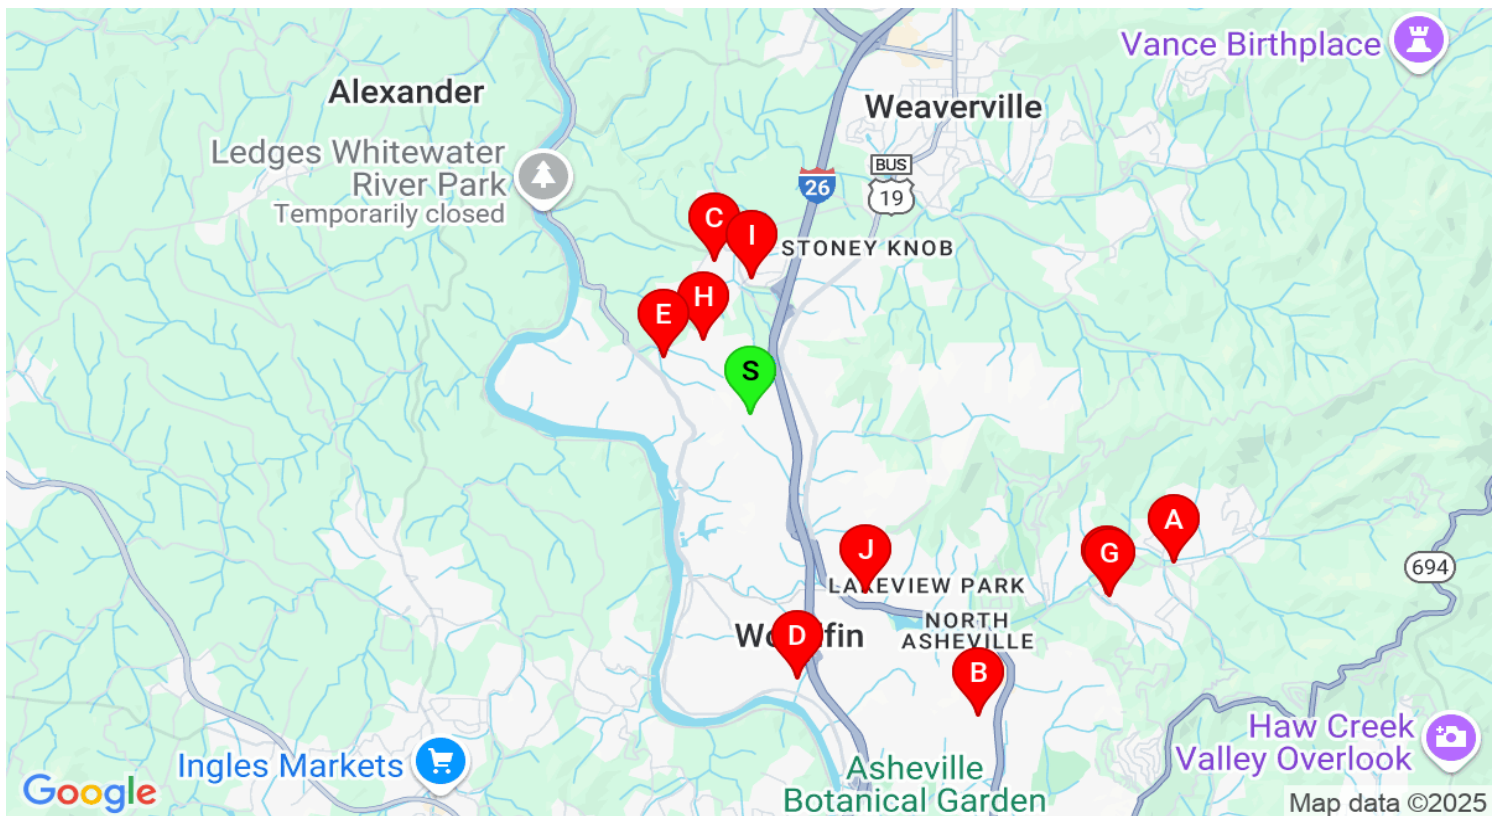 Vance Birthplace
Alexander
Weaverville
Ledges Whitewater
River Park
Temporarily closed
BUS
19
26
C
I
STONEY KNOB
H
E
S
A
J
G
694
LAKEVIEW PARK
NORTH
ASHEVILLE
D
B
Haw Creek
Valley Overlook
Ingles Markets
Asheville
Botanical Garden
Google
Map data ©2025